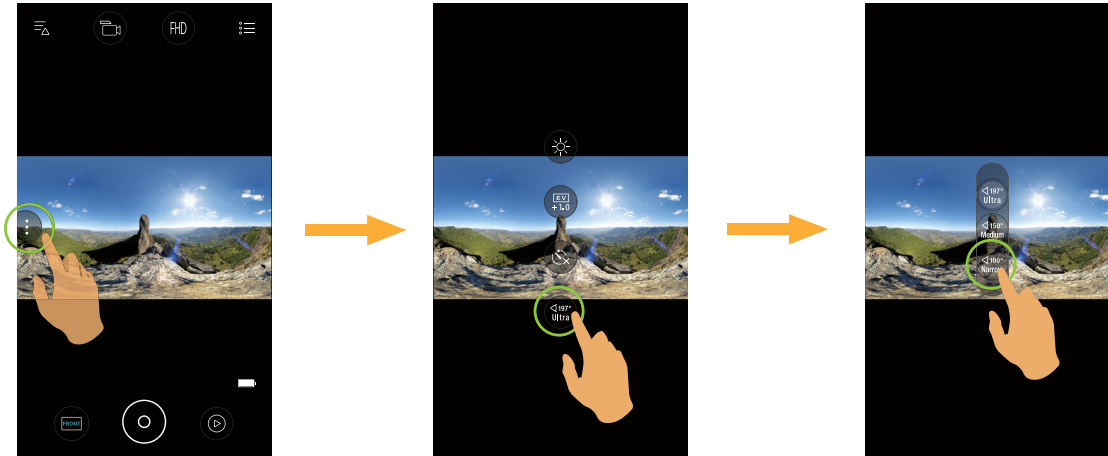 FHD
FRONT
EV
+1.0
197°
Ultra
197°
Ultra
150°
Medium
100°
Narrow